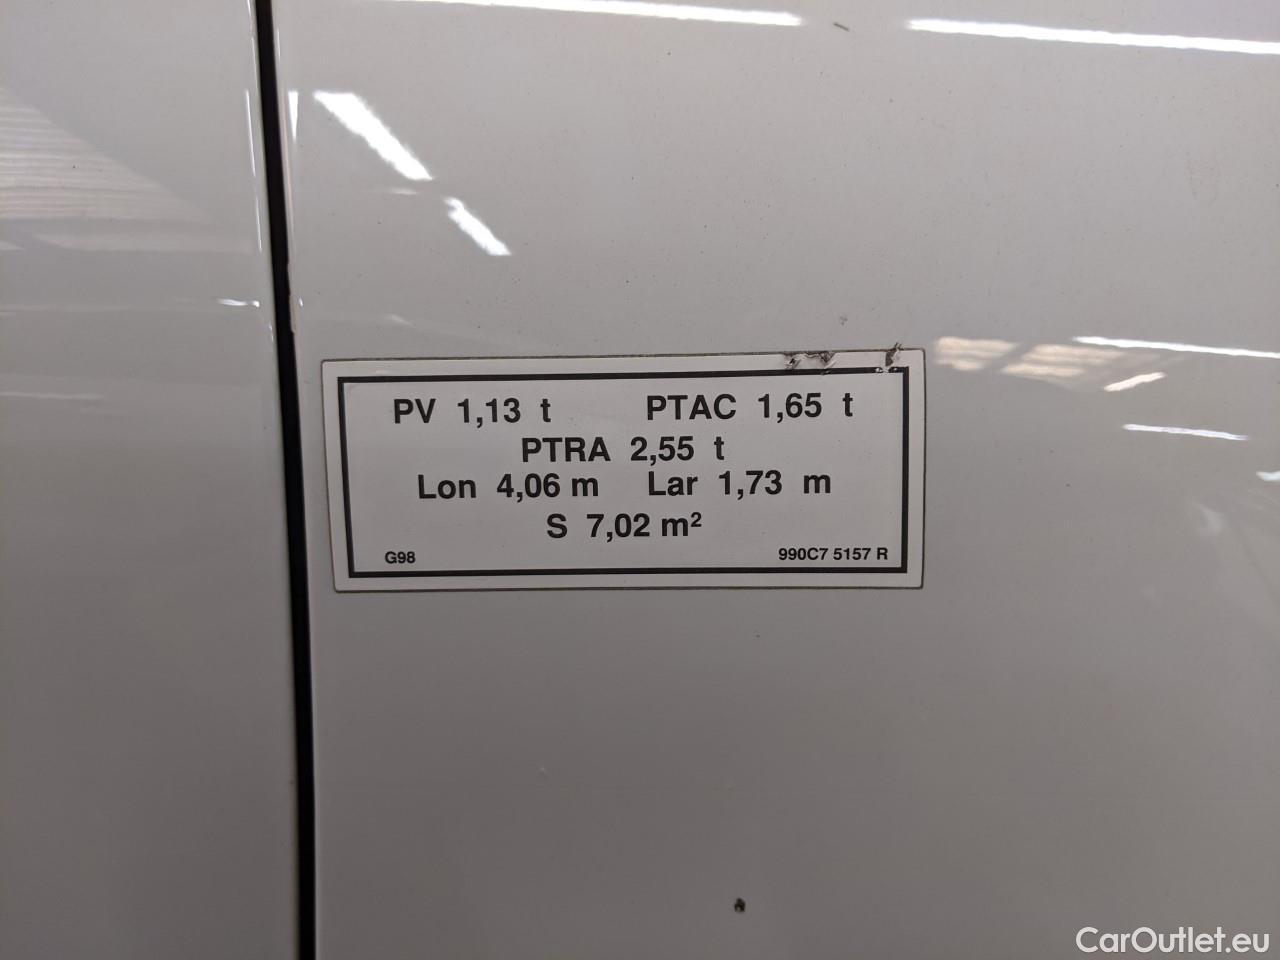 PV 1,13 t PTAC 1,65 t
PTRA 2,55 t
Lon 4,06 m Lar 1,73 m
S 7,02 m²
G98 990C7 5157 R
CarOutlet.eu